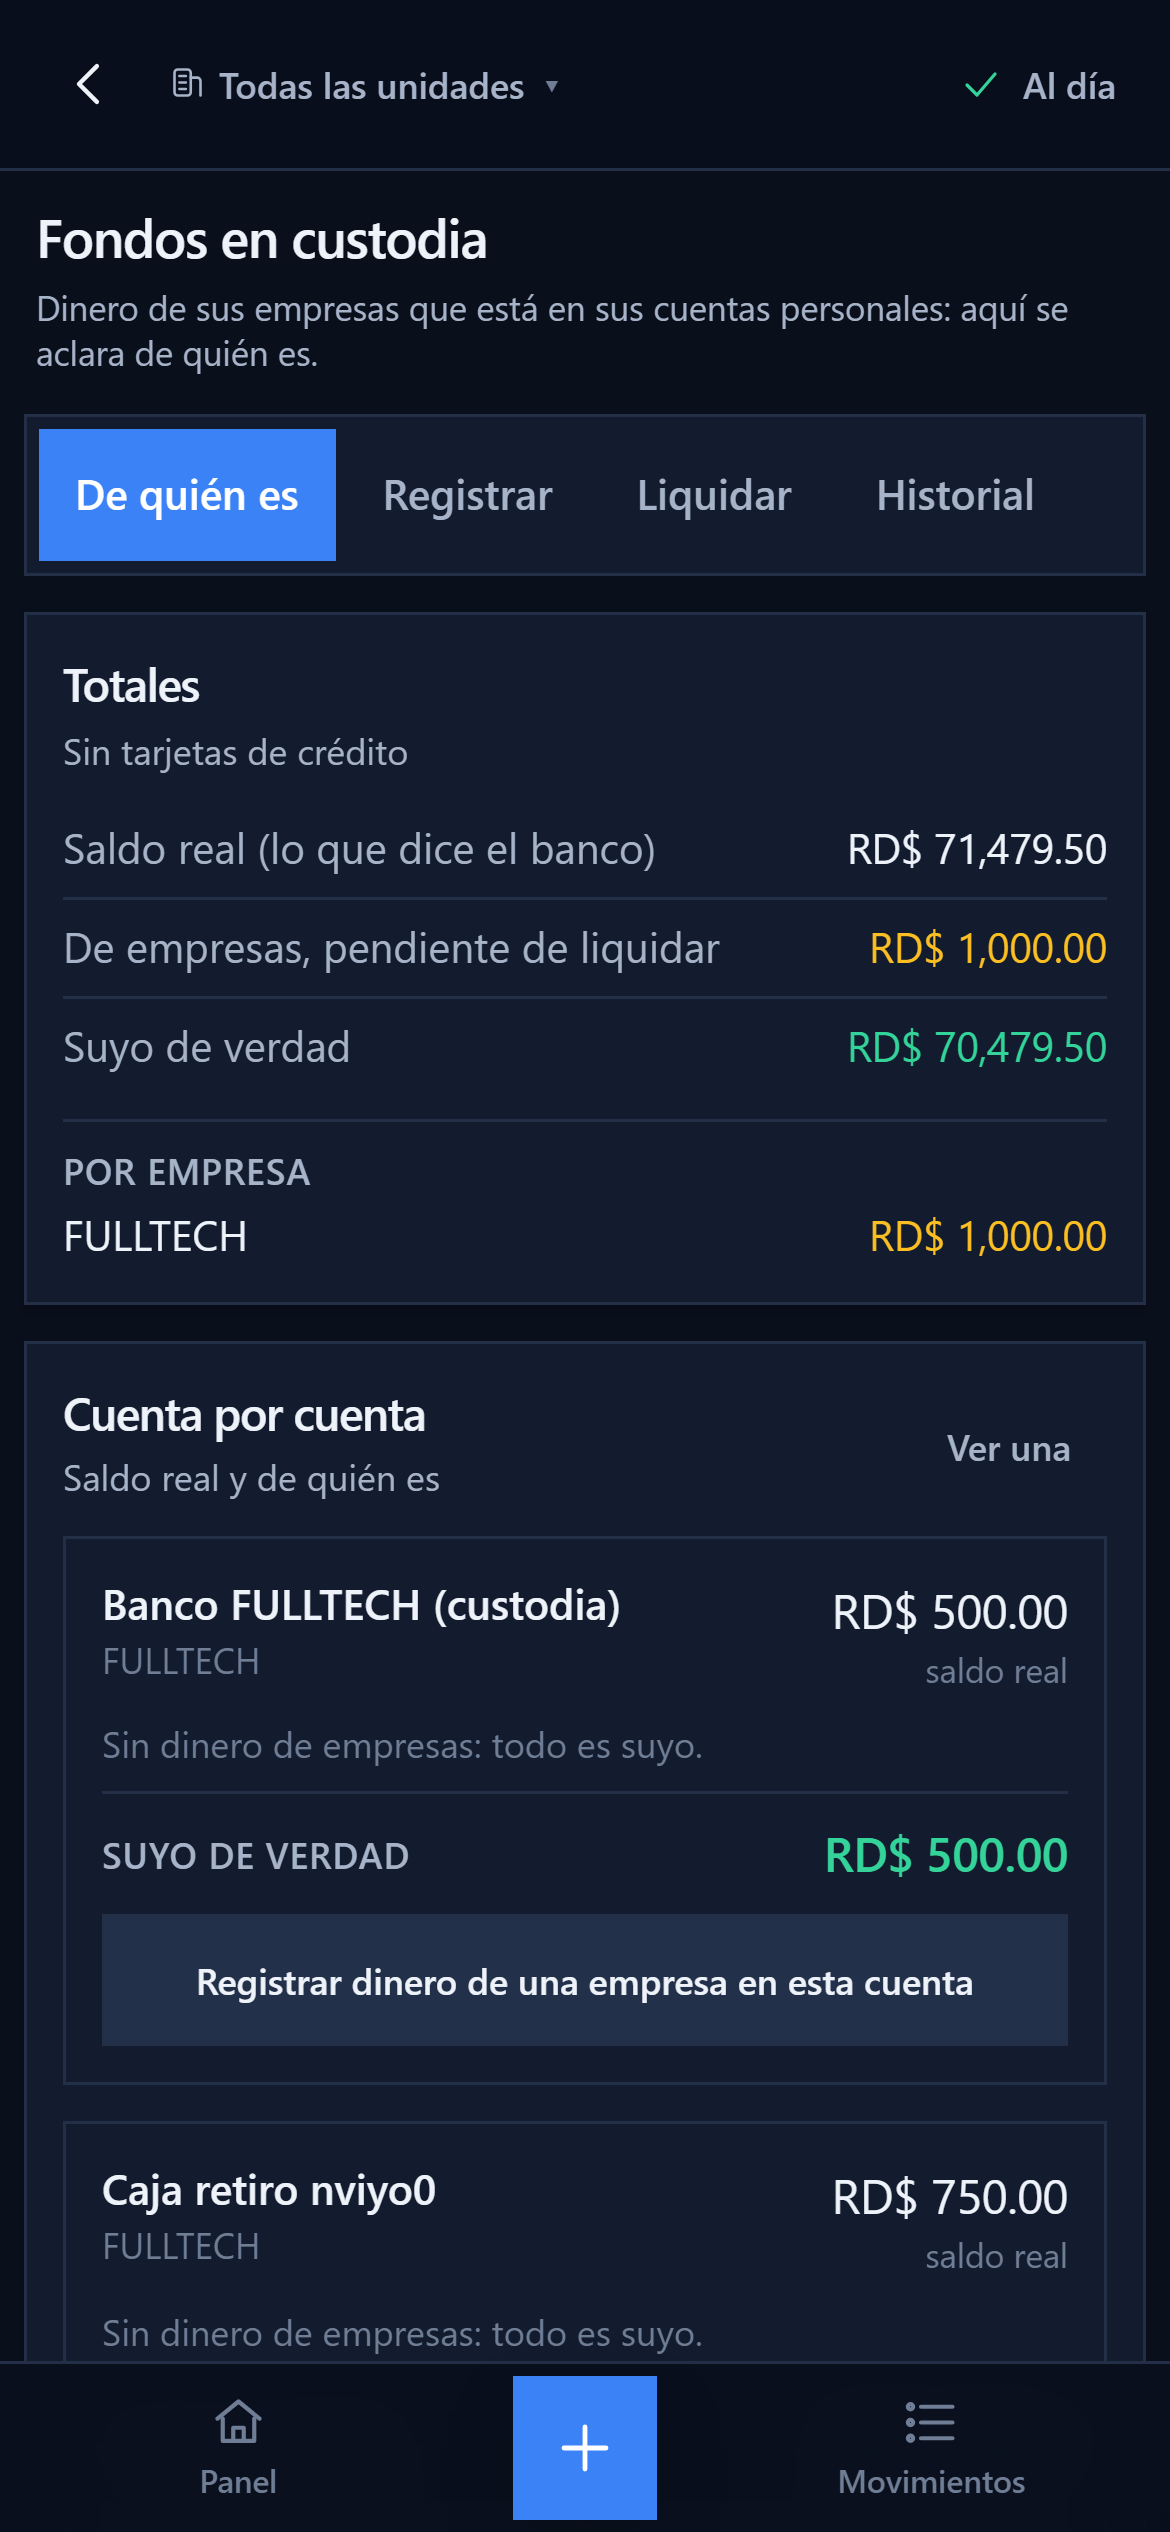 Todas las unidades ▼
Al día
Fondos en custodia
Dinero de sus empresas que está en sus cuentas personales: aquí se
aclara de quién es.
De quién es
Registrar
Liquidar
Historial
Totales
Sin tarjetas de crédito
Saldo real (lo que dice el banco) RD$ 71,479.50
De empresas, pendiente de liquidar RD$ 1,000.00
Suyo de verdad RD$ 70,479.50
POR EMPRESA
FULLTECH RD$ 1,000.00
Cuenta por cuenta
Saldo real y de quién es
Ver una
Banco FULLTECH (custodia) RD$ 500.00
FULLTECH saldo real
Sin dinero de empresas: todo es suyo.
SUYO DE VERDAD RD$ 500.00
Registrar dinero de una empresa en esta cuenta
Caja retiro nviyo0 RD$ 750.00
FULLTECH saldo real
Sin dinero de empresas: todo es suyo.
Panel
Movimientos